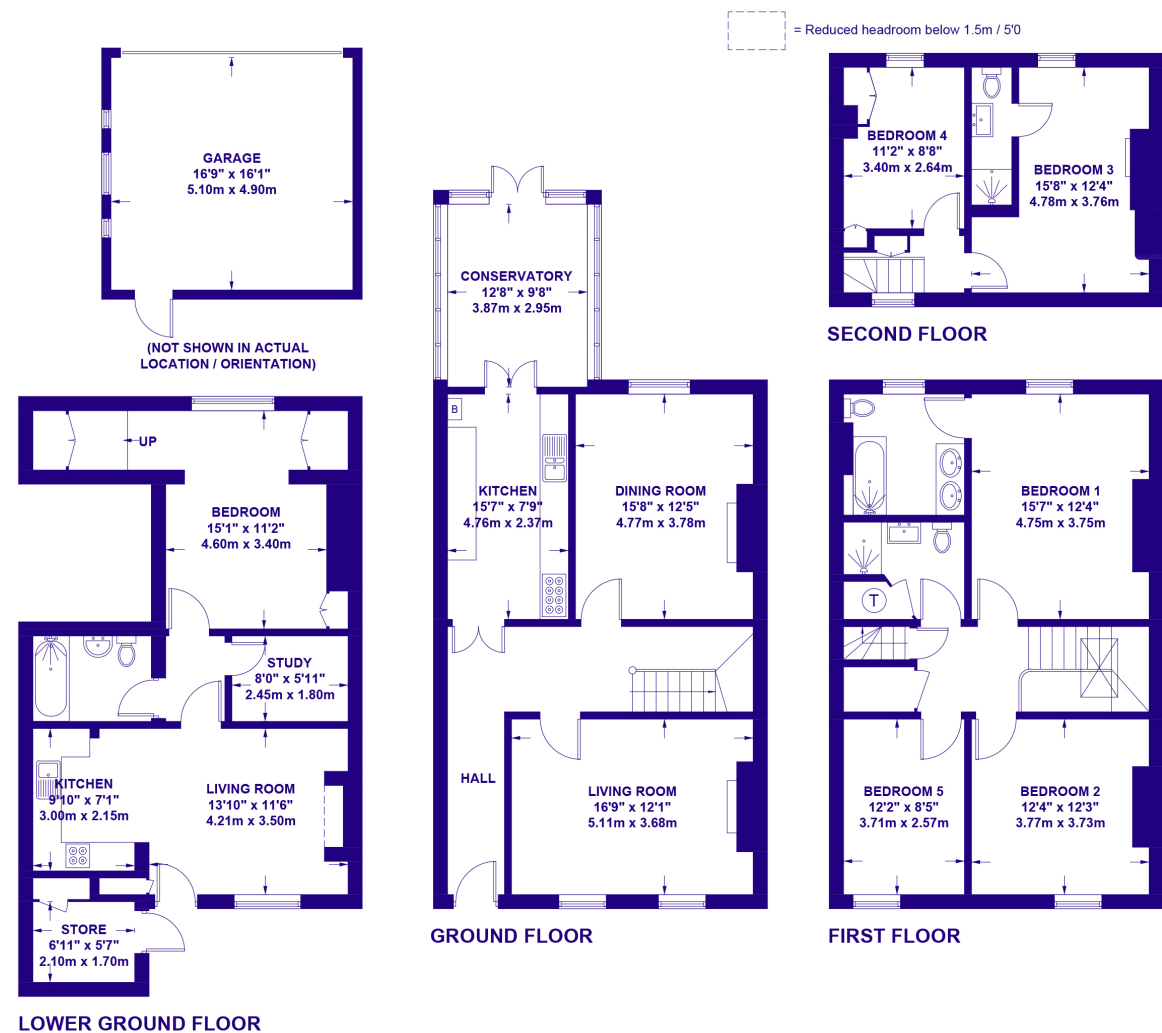 = Reduced headroom below 1.5m / 5'0
GARAGE
16'9" x 16'1"
5.10m x 4.90m
(NOT SHOWN IN ACTUAL
LOCATION / ORIENTATION)
BEDROOM 4
11'2" x 8'8"
3.40m x 2.64m
BEDROOM 3
15'8" x 12'4"
4.78m x 3.76m
SECOND FLOOR
CONSERVATORY
12'8" x 9'8"
3.87m x 2.95m
B
KITCHEN
15'7" x 7'9"
4.76m x 2.37m
DINING ROOM
15'8" x 12'5"
4.77m x 3.78m
HALL
LIVING ROOM
16'9" x 12'1"
5.11m x 3.68m
GROUND FLOOR
BEDROOM 1
15'7" x 12'4"
4.75m x 3.75m
T
BEDROOM 5
12'2" x 8'5"
3.71m x 2.57m
BEDROOM 2
12'4" x 12'3"
3.77m x 3.73m
FIRST FLOOR
UP
BEDROOM
15'1" x 11'2"
4.60m x 3.40m
STUDY
8'0" x 5'11"
2.45m x 1.80m
KITCHEN
9'10" x 7'1"
3.00m x 2.15m
LIVING ROOM
13'10" x 11'6"
4.21m x 3.50m
STORE
6'11" x 5'7"
2.10m x 1.70m
LOWER GROUND FLOOR